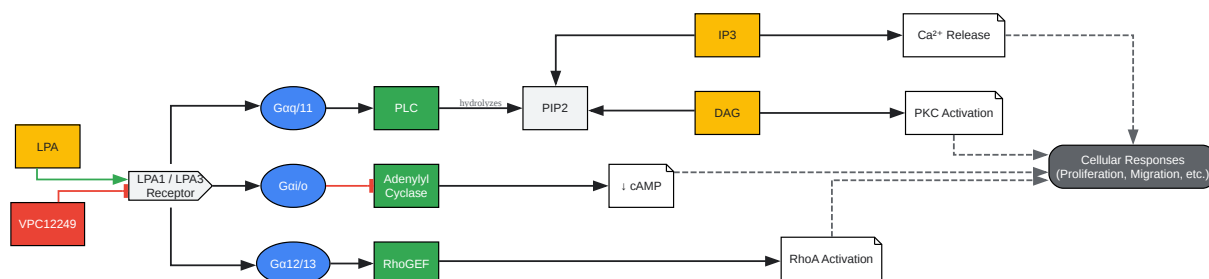 IP3
Ca²⁺ Release
Gαq/11
PLC
hydrolyzes
PIP2
DAG
PKC Activation
LPA
LPA1 / LPA3
Receptor
Gαi/o
Adenylyl
Cyclase
↓ cAMP
Cellular Responses
(Proliferation, Migration, etc.)
VPC12249
Gα12/13
RhoGEF
RhoA Activation